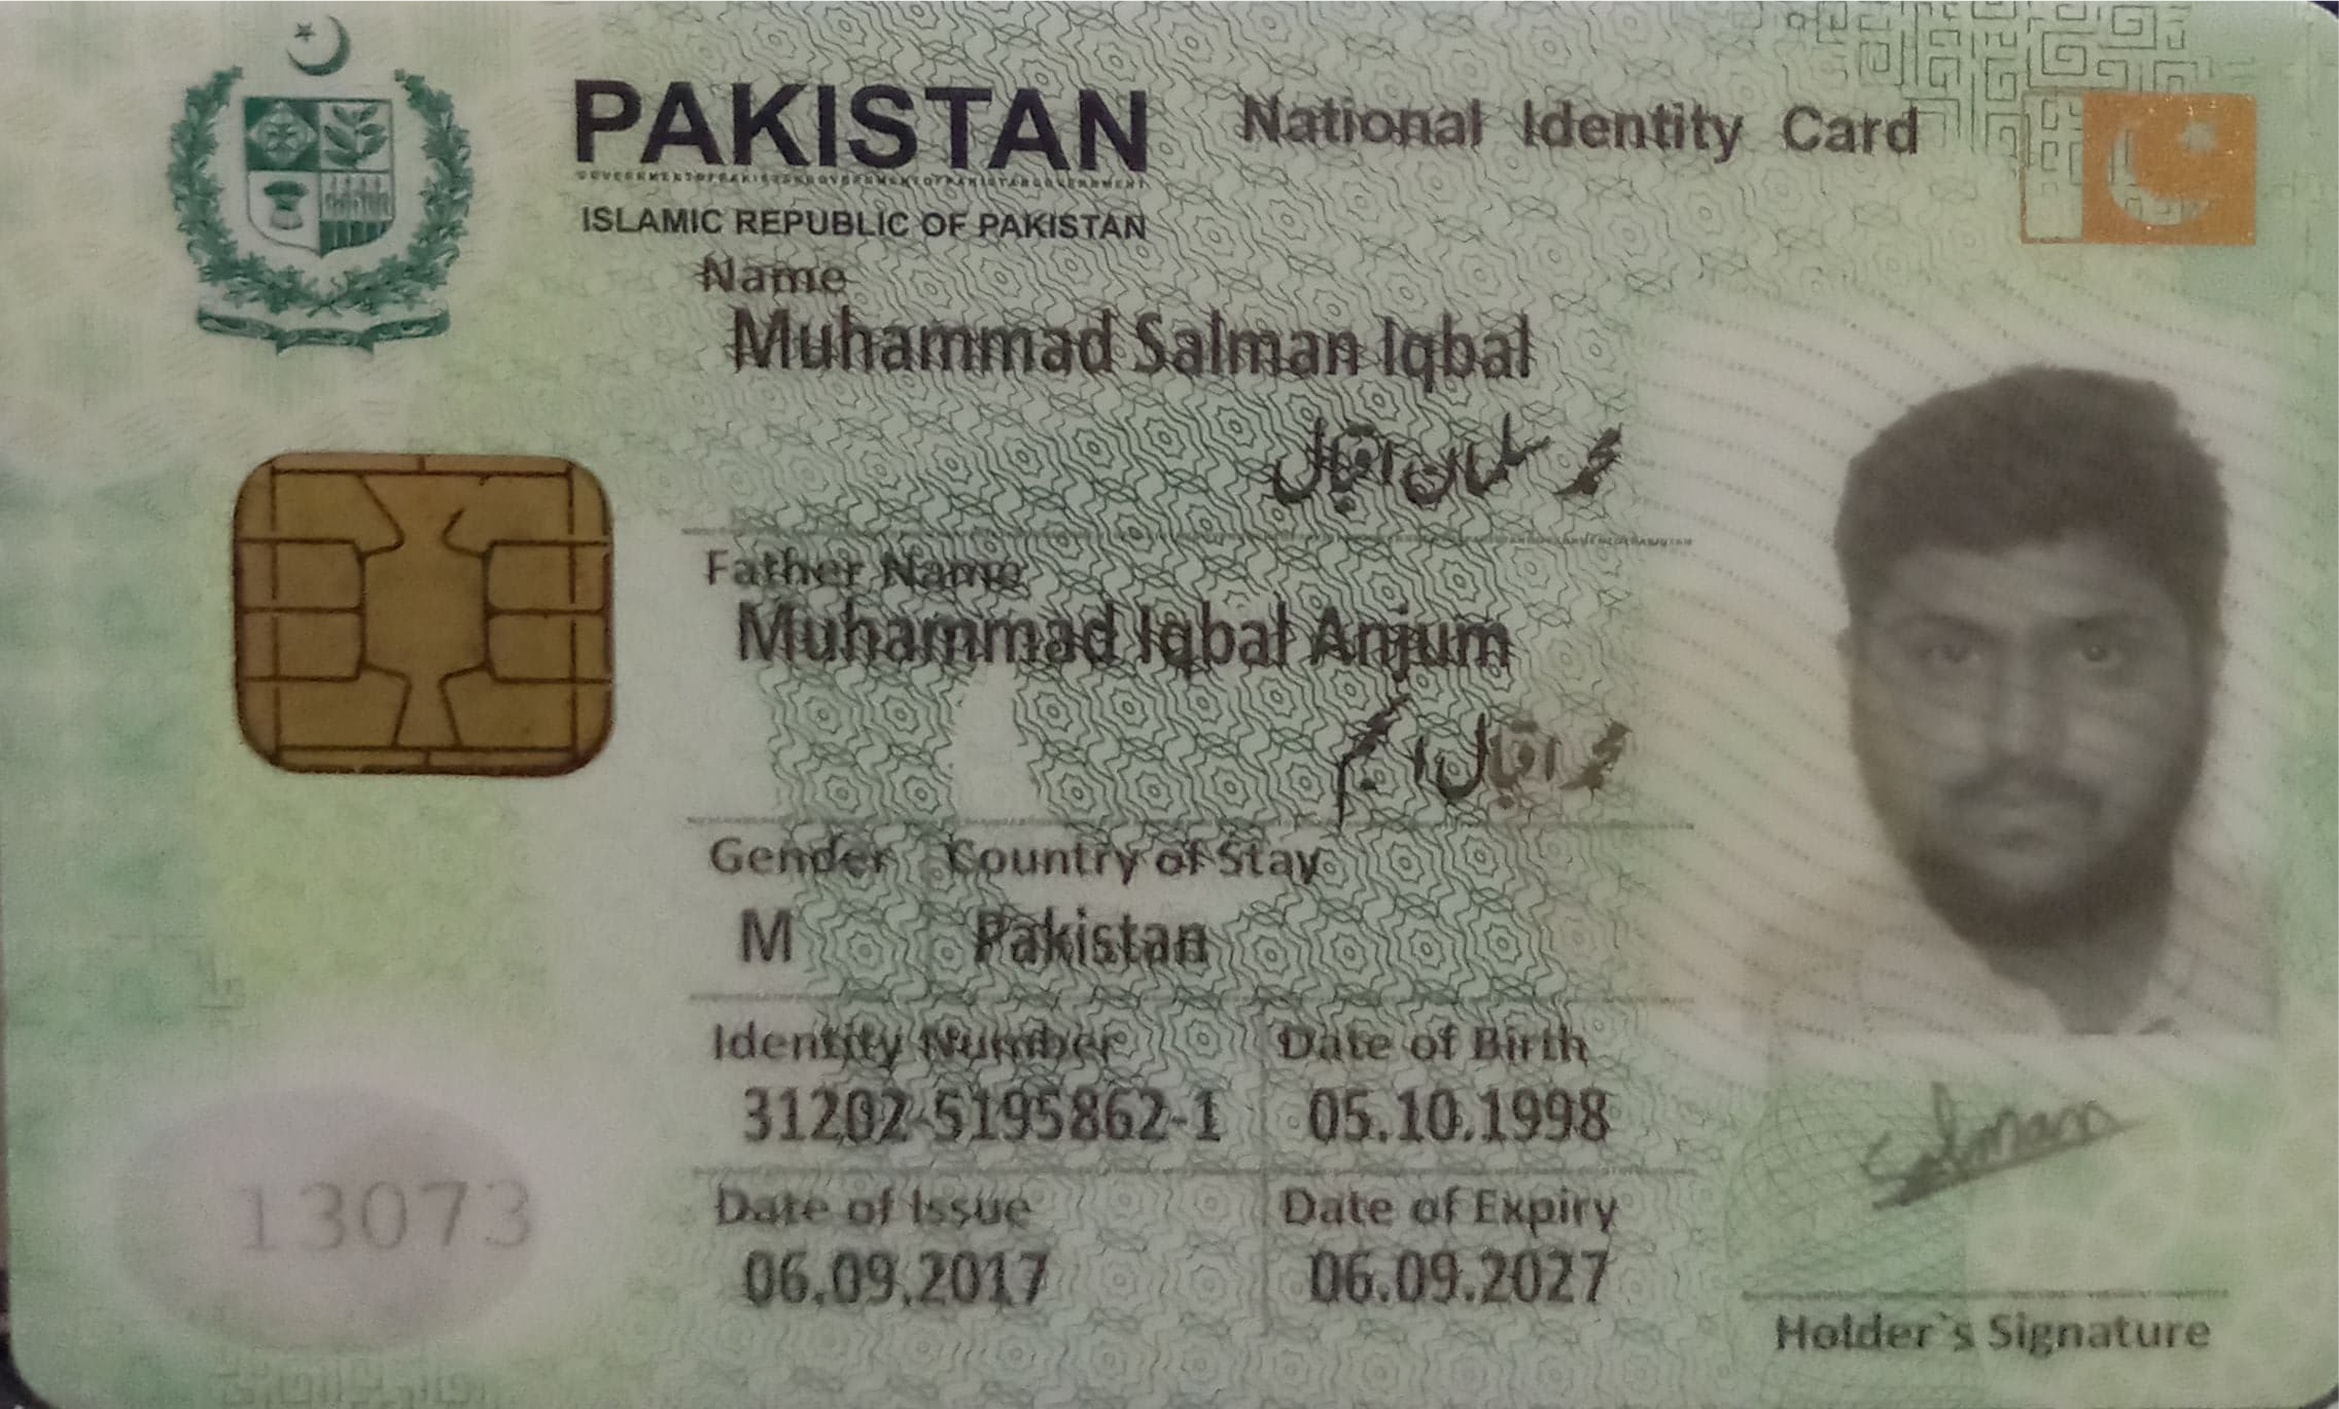 PAKISTAN National Identity Card
ISLAMIC REPUBLIC OF PAKISTAN
Name
Muhammad Salman Iqbal
محمد سلمان اقبال
Father Name
Muhammad Iqbal Anjum
محمد اقبال انجم
Gender Country of Stay
M Pakistan
Identity Number Date of Birth
31202-5195862-1 05.10.1998
Date of Issue Date of Expiry
06.09.2017 06.09.2027
13073
Salman
Holder`s Signature